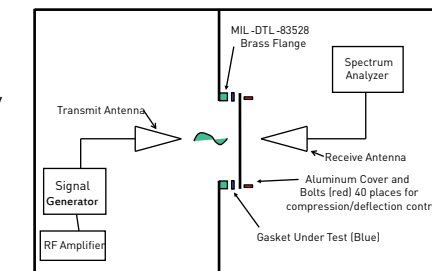 MIL-DTL-83528
Brass Flange
Spectrum
Analyzer
Transmit Antenna
Receive Antenna
Signal
Generator
Aluminum Cover and
Bolts (red) 40 places for
compression/deflection contr
RF Amplifier
Gasket Under Test (Blue)